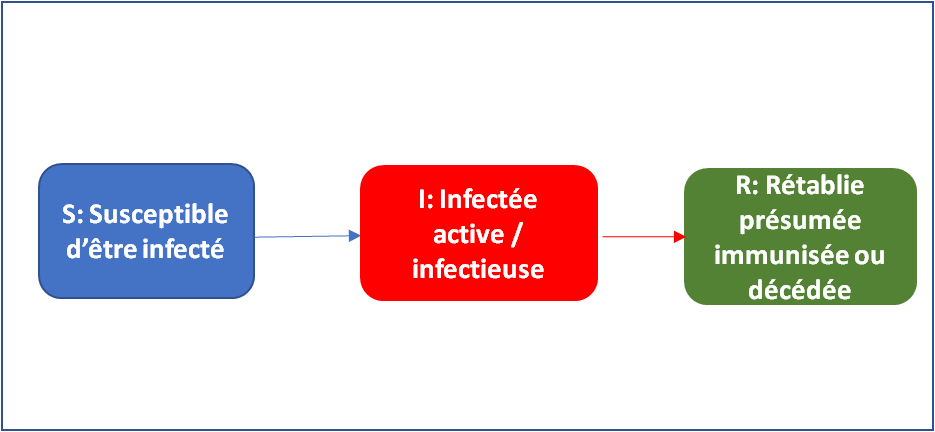 S: Susceptible
d’être infecté
I: Infectée
active /
infectieuse
R: Rétablie
présumée
immunisée ou
décédée